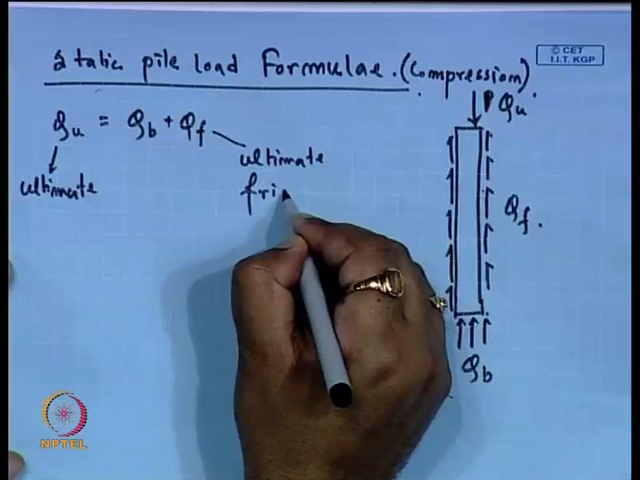 Static pile load Formulae. (Compression)
© CET
I.I.T. KGP
Qu = Qb + Qf
Qu
ultimate
ultimate
fri
Qf.
Qb
NPTEL